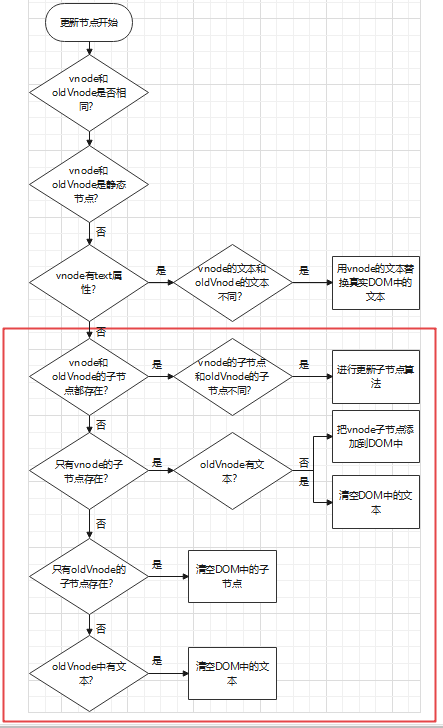 更新节点开始
vnode和
oldVnode是否相
同?
vnode和
oldVnode是静态
节点?
否
vnode有text属
性?
是
vnode的文本和
oldVnode的文本
不同?
是
用vnode的文本替
换真实DOM中的
文本
否
vnode和
oldVnode的子节
点都存在?
是
vnode的子节点
和oldVnode的子
节点不同?
是
进行更新子节点算
法
否
只有vnode的子
节点存在?
是
oldVnode有文
本?
否
把vnode子节点添
加到DOM中
是
清空DOM中的文
本
否
只有oldVnode的
子节点存在?
是
清空DOM中的子
节点
否
oldVnode中有文
本?
是
清空DOM中的文
本